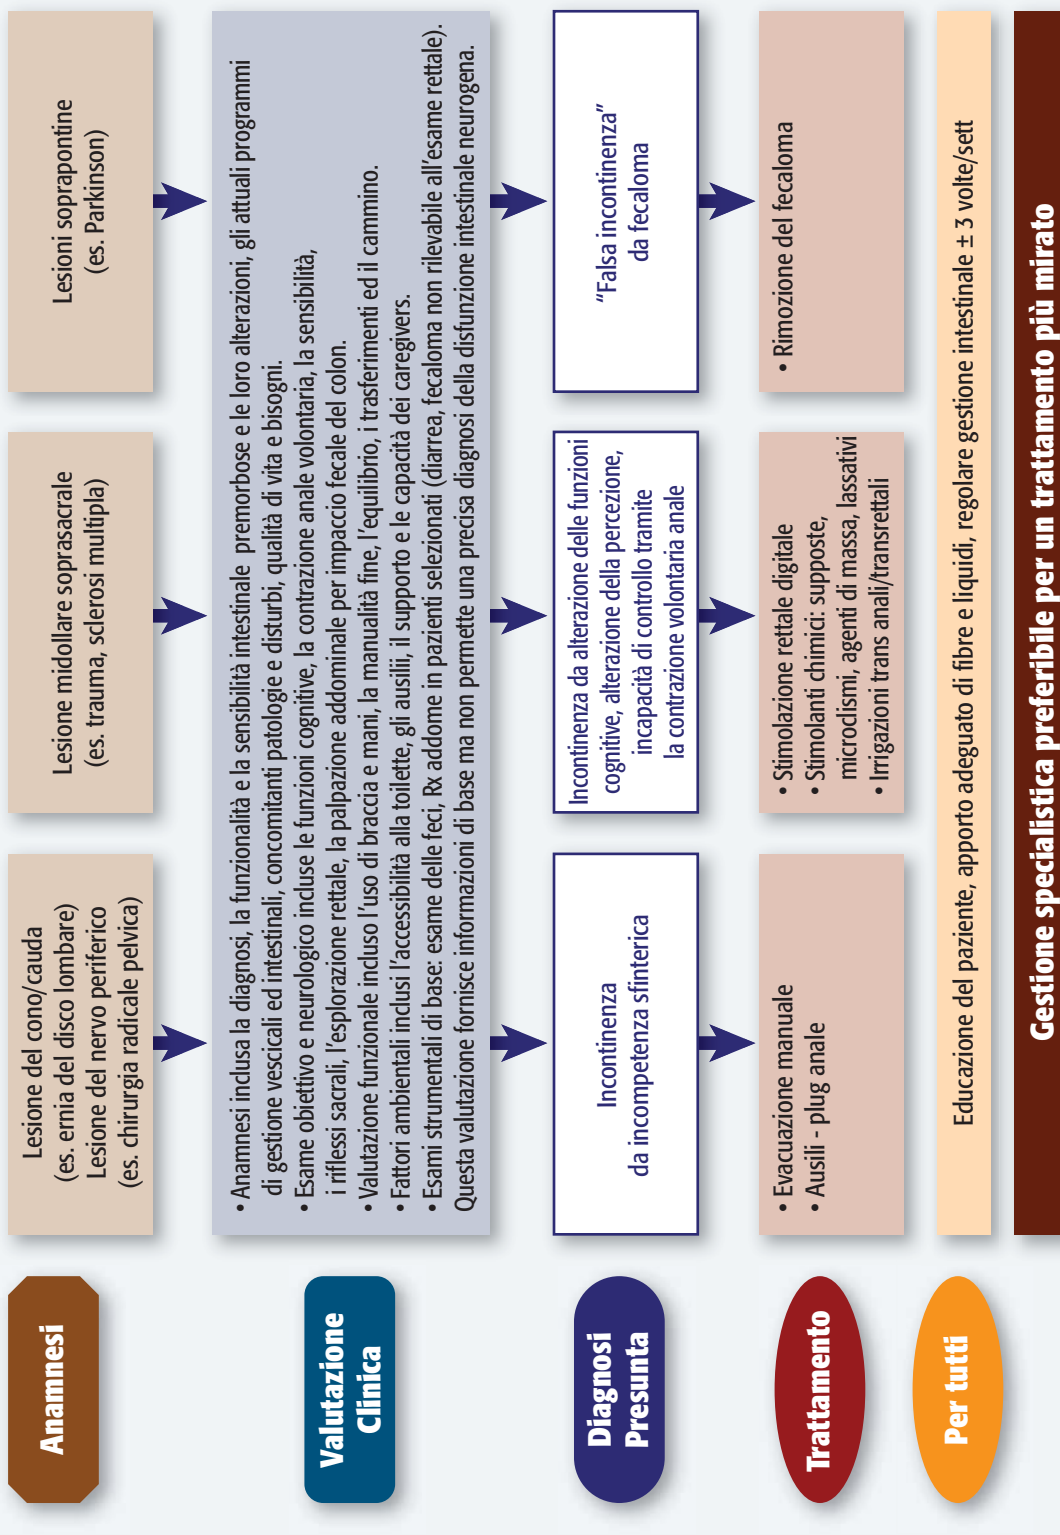 Anamnesi
Lesione del cono/cauda
(es. ernia del disco lombare)
Lesione del nervo periferico
(es. chirurgia radicale pelvica)
Lesione midollare soprasacrale
(es. trauma, sclerosi multipla)
Lesioni soprapontine
(es. Parkinson)
Valutazione
Clinica
• Anamnesi inclusa la diagnosi, la funzionalità e la sensibilità intestinale premorbose e le loro alterazioni, gli attuali programmi
di gestione vescicali ed intestinali, concomitanti patologie e disturbi, qualità di vita e bisogni.
• Esame obiettivo e neurologico incluse le funzioni cognitive, la contrazione anale volontaria, la sensibilità,
i riflessi sacrali, l'esplorazione rettale, la palpazione addominale per impaccio fecale del colon.
• Valutazione funzionale incluso l'uso di braccia e mani, la manualità fine, l'equilibrio, i trasferimenti ed il cammino.
• Fattori ambientali inclusi l'accessibilità alla toilette, gli ausilii, il supporto e le capacità dei caregivers.
• Esami strumentali di base: esame delle feci, Rx addome in pazienti selezionati (diarrea, fecaloma non rilevabile all'esame rettale).
Questa valutazione fornisce informazioni di base ma non permette una precisa diagnosi della disfunzione intestinale neurogena.
Diagnosi
Presunta
Incontinenza
da incompetenza sfinterica
Incontinenza da alterazione delle funzioni
cognitive, alterazione della percezione,
incapacità di controllo tramite
la contrazione volontaria anale
“Falsa incontinenza”
da fecaloma
Trattamento
• Evacuazione manuale
• Ausili - plug anale
• Stimolazione rettale digitale
• Stimolanti chimici: supposte,
microclismi, agenti di massa, lassativi
• Irrigazioni trans anali/transrettali
• Rimozione del fecaloma
Per tutti
Educazione del paziente, apporto adeguato di fibre e liquidi, regolare gestione intestinale ± 3 volte/sett
Gestione specialistica preferibile per un trattamento più mirato